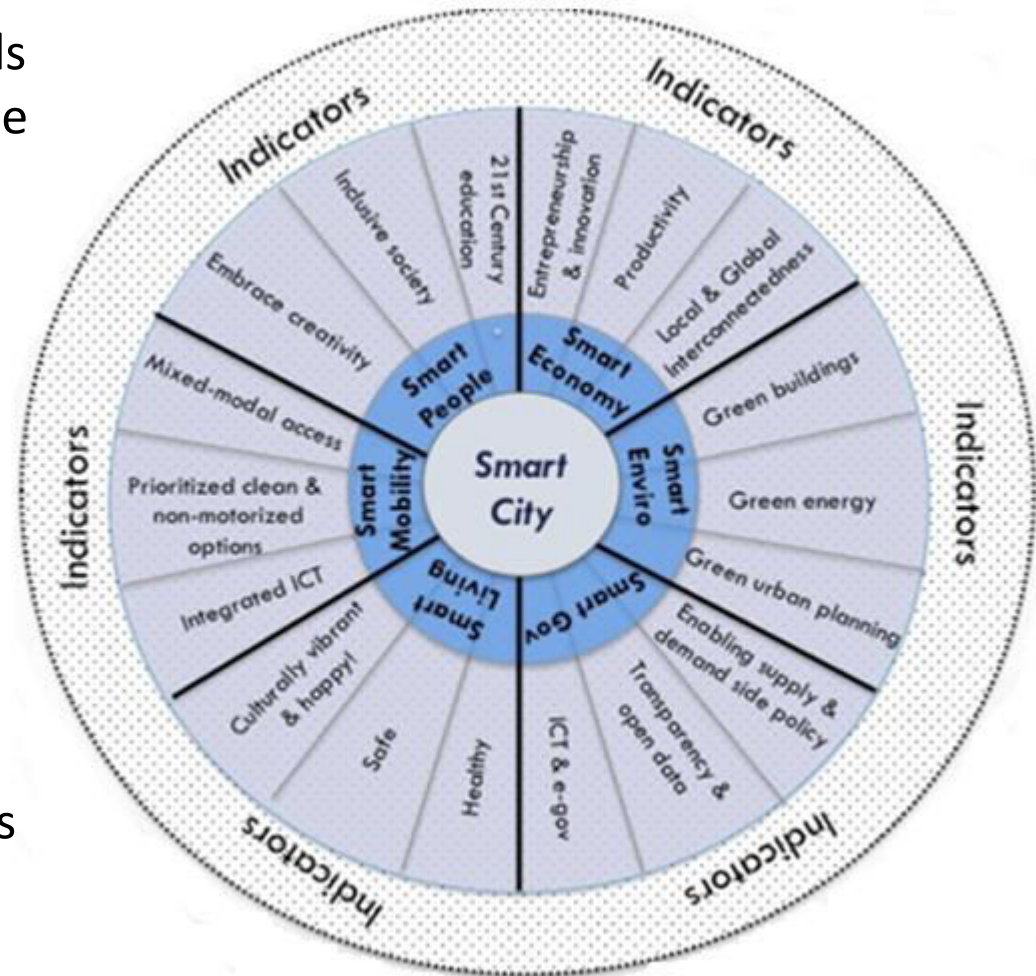 ls
e
s
Indicators
Indicators
Indicators
Indicators
Indicators
Indicators
Smart
City
Smart
Economy
Entrepreneurship
& innovation
Productivity
Local & Global
Interconnectedness
Smart
Enviro
Green buildings
Green energy
Green urban planning
Smart Gov
Enabling supply &
demand side policy
Transparency &
open data
ICT & e-gov
Smart
Living
Healthy
Safe
Culturally vibrant
& happy!
Smart
Mobility
Integrated ICT
Prioritized clean &
non-motorized
options
Mixed-modal access
Smart
People
Embrace creativity
Inclusive society
21st Century
education